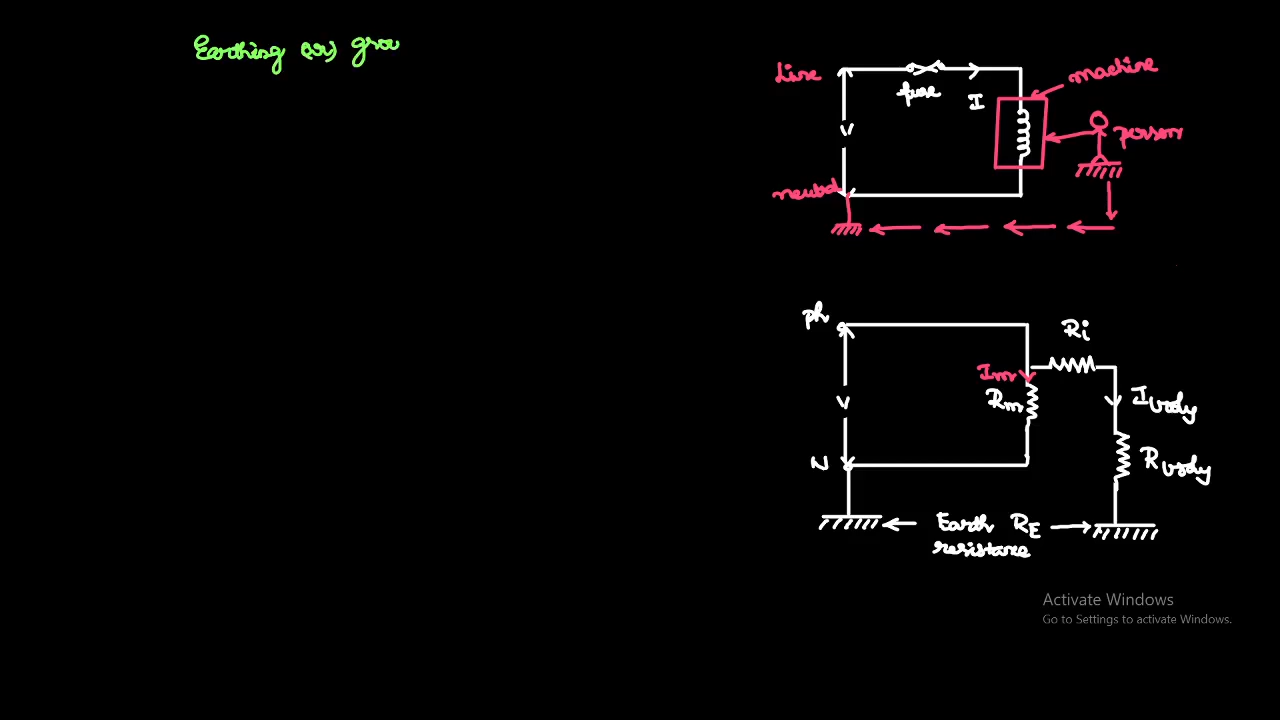 Earthing (or) grou
Line
fuse
I
machine
V
person
neutral
ph
Ri
Im
Rm
V
Ibody
N
Rbody
Earth RE
resistance
Activate Windows
Go to Settings to activate Windows.